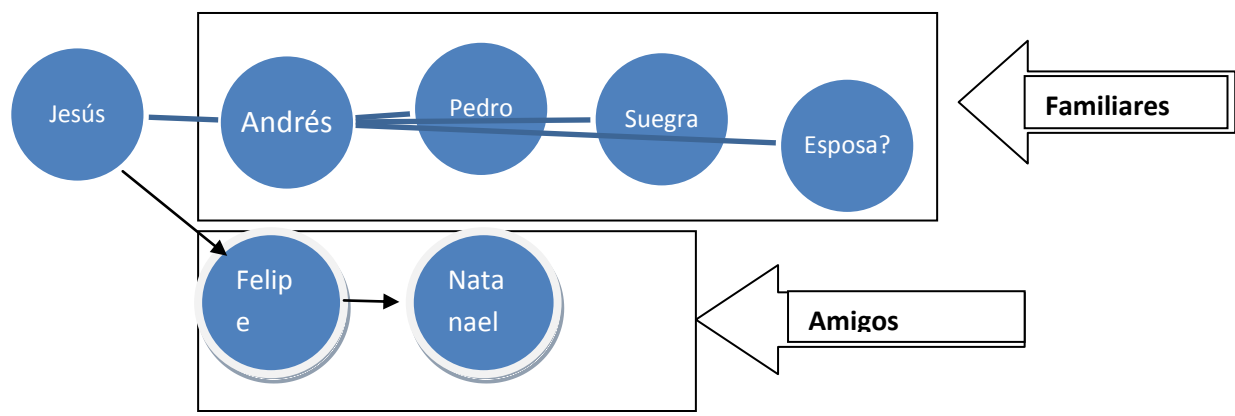 Jesús
Andrés
Pedro
Suegra
Esposa?
Familiares
Felip
e
Nata
nael
Amigos